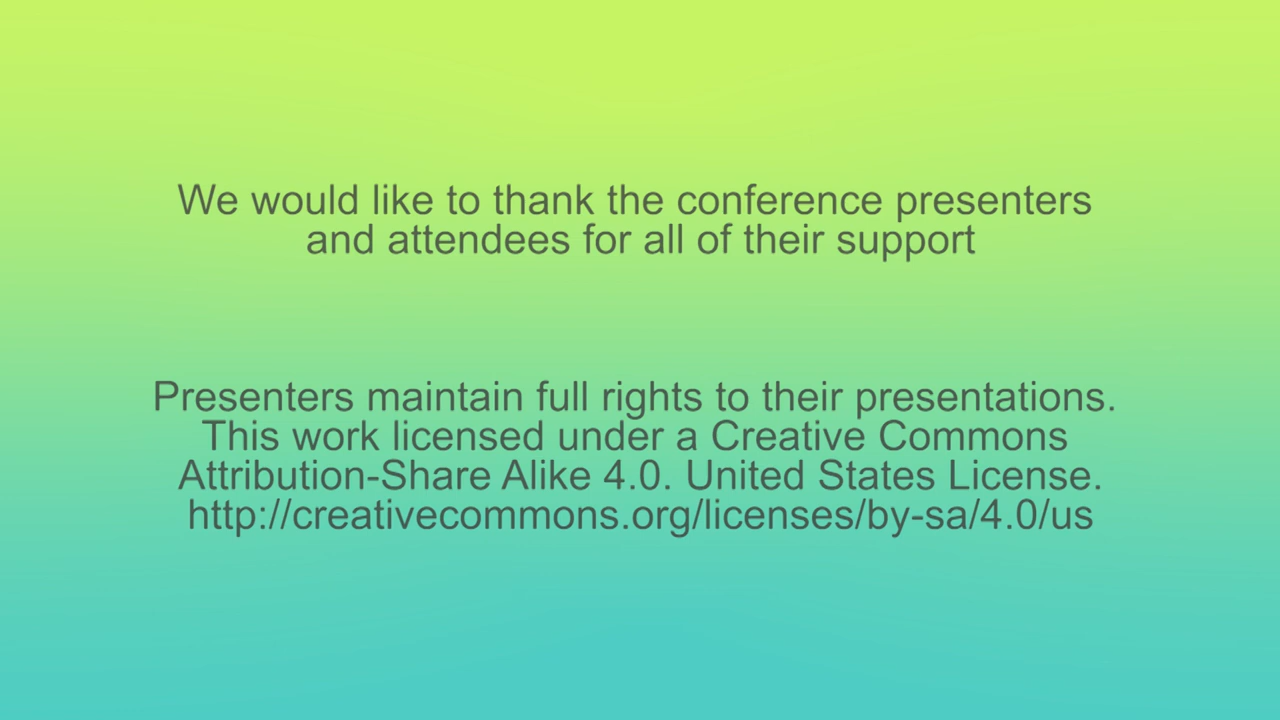 We would like to thank the conference presenters
and attendees for all of their support
Presenters maintain full rights to their presentations.
This work licensed under a Creative Commons
Attribution-Share Alike 4.0. United States License.
http://creativecommons.org/licenses/by-sa/4.0/us